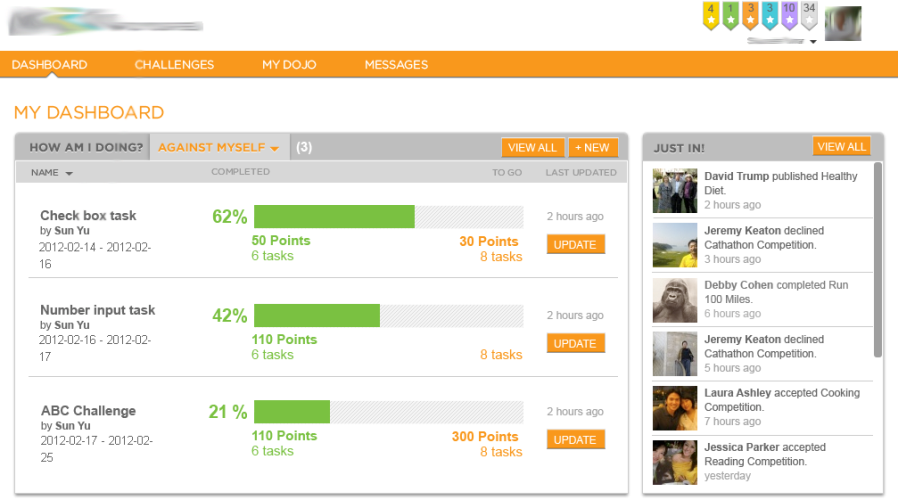 4 1 3 3 10 34
DASHBOARD CHALLENGES MY DOJO MESSAGES
MY DASHBOARD
HOW AM I DOING? AGAINST MYSELF (3) VIEW ALL + NEW
NAME COMPLETED TO GO LAST UPDATED
Check box task
by Sun Yu
2012-02-14 - 2012-02-
16
62%
50 Points 30 Points
6 tasks 8 tasks
2 hours ago
UPDATE
Number input task
by Sun Yu
2012-02-16 - 2012-02-
17
42%
110 Points
6 tasks 8 tasks
2 hours ago
UPDATE
ABC Challenge
by Sun Yu
2012-02-17 - 2012-02-
25
21 %
110 Points 300 Points
6 tasks 8 tasks
2 hours ago
UPDATE
JUST IN! VIEW ALL
David Trump published Healthy
Diet.
2 hours ago
Jeremy Keaton declined
Cathathon Competition.
3 hours ago
Debby Cohen completed Run
100 Miles.
6 hours ago
Jeremy Keaton declined
Cathathon Competition.
5 hours ago
Laura Ashley accepted Cooking
Competition.
7 hours ago
Jessica Parker accepted
Reading Competition.
yesterday